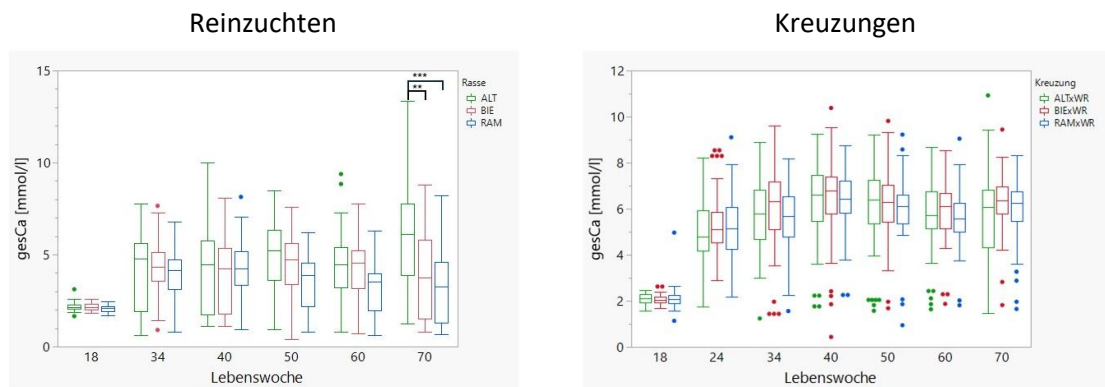 Reinzuchten
15
10
5
0
gesCa [mmol/l]
***
**
18 34 40 50 60 70
Lebenswoche
Rasse
ALT
BIE
RAM
Kreuzungen
12
10
8
6
4
2
0
gesCa [mmol/l]
18 24 34 40 50 60 70
Lebenswoche
Kreuzung
ALTxWR
BIExWR
RAMxWR